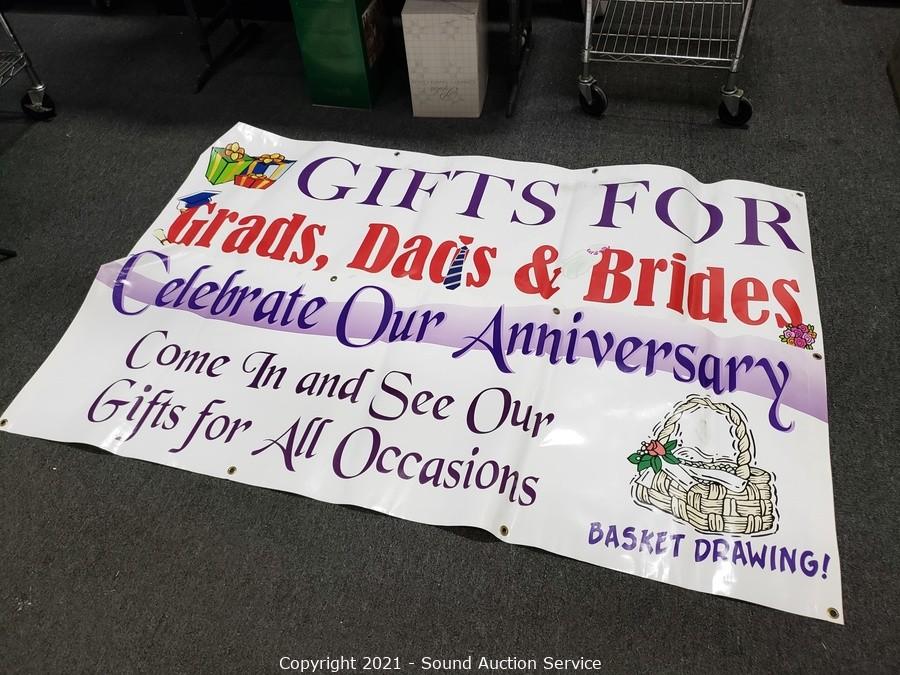 GIFTS FOR
Grads, Dads & Brides
Celebrate Our Anniversary
Come In and See Our
Gifts for All Occasions
BASKET DRAWING!
Copyright 2021 - Sound Auction Service